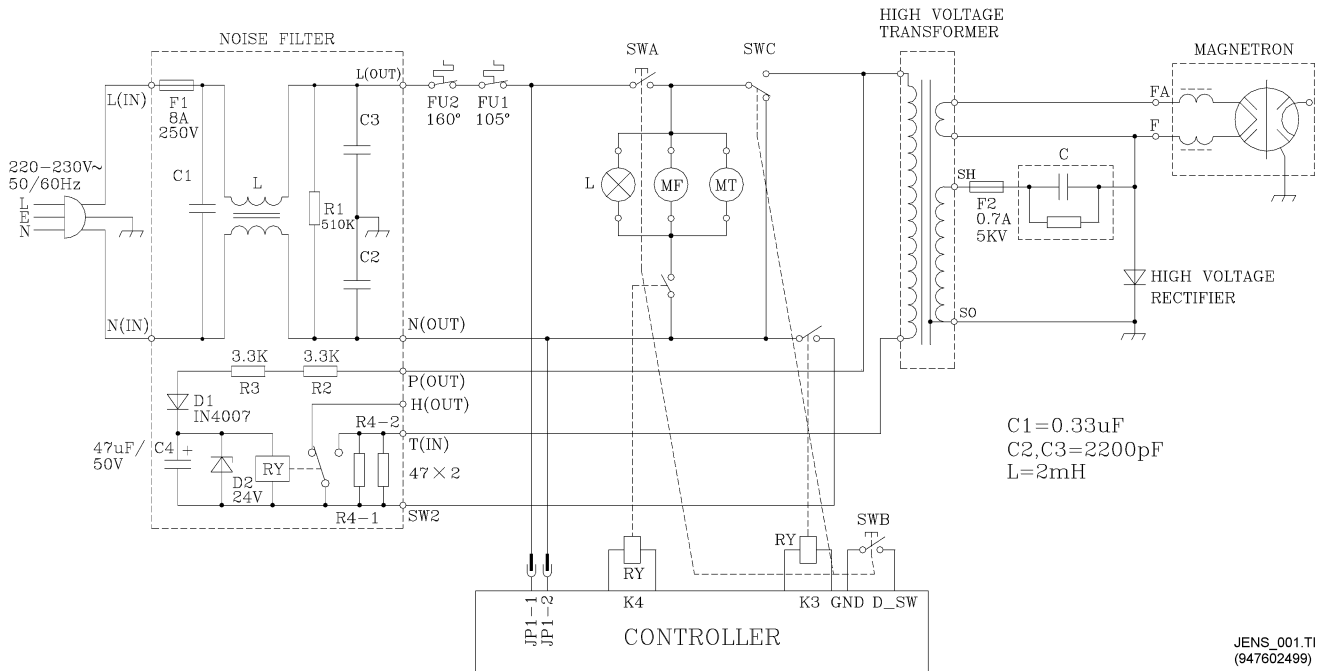 HIGH VOLTAGE
TRANSFORMER
NOISE FILTER
SWA
SWC
MAGNETRON
L(IN)
F1
8A
250V
L(OUT)
FU2
160°
FU1
105°
FA
F
220-230V~
50/60Hz
L
E
N
C1
L
C3
R1
510K
C2
L
MF
MT
SH
F2
0.7A
5KV
C
HIGH VOLTAGE
RECTIFIER
SO
N(IN)
N(OUT)
3.3K
R3
3.3K
R2
P(OUT)
D1
IN4007
H(OUT)
R4-2
T(IN)
47uF/
50V
C4
+
D2
24V
RY
47×2
R4-1
SW2
C1=0.33uF
C2,C3=2200pF
L=2mH
RY
RY
SWB
JP1-1
JP1-2
K4
K3
GND
D_SW
CONTROLLER
JENS_001.TI
(947602499)